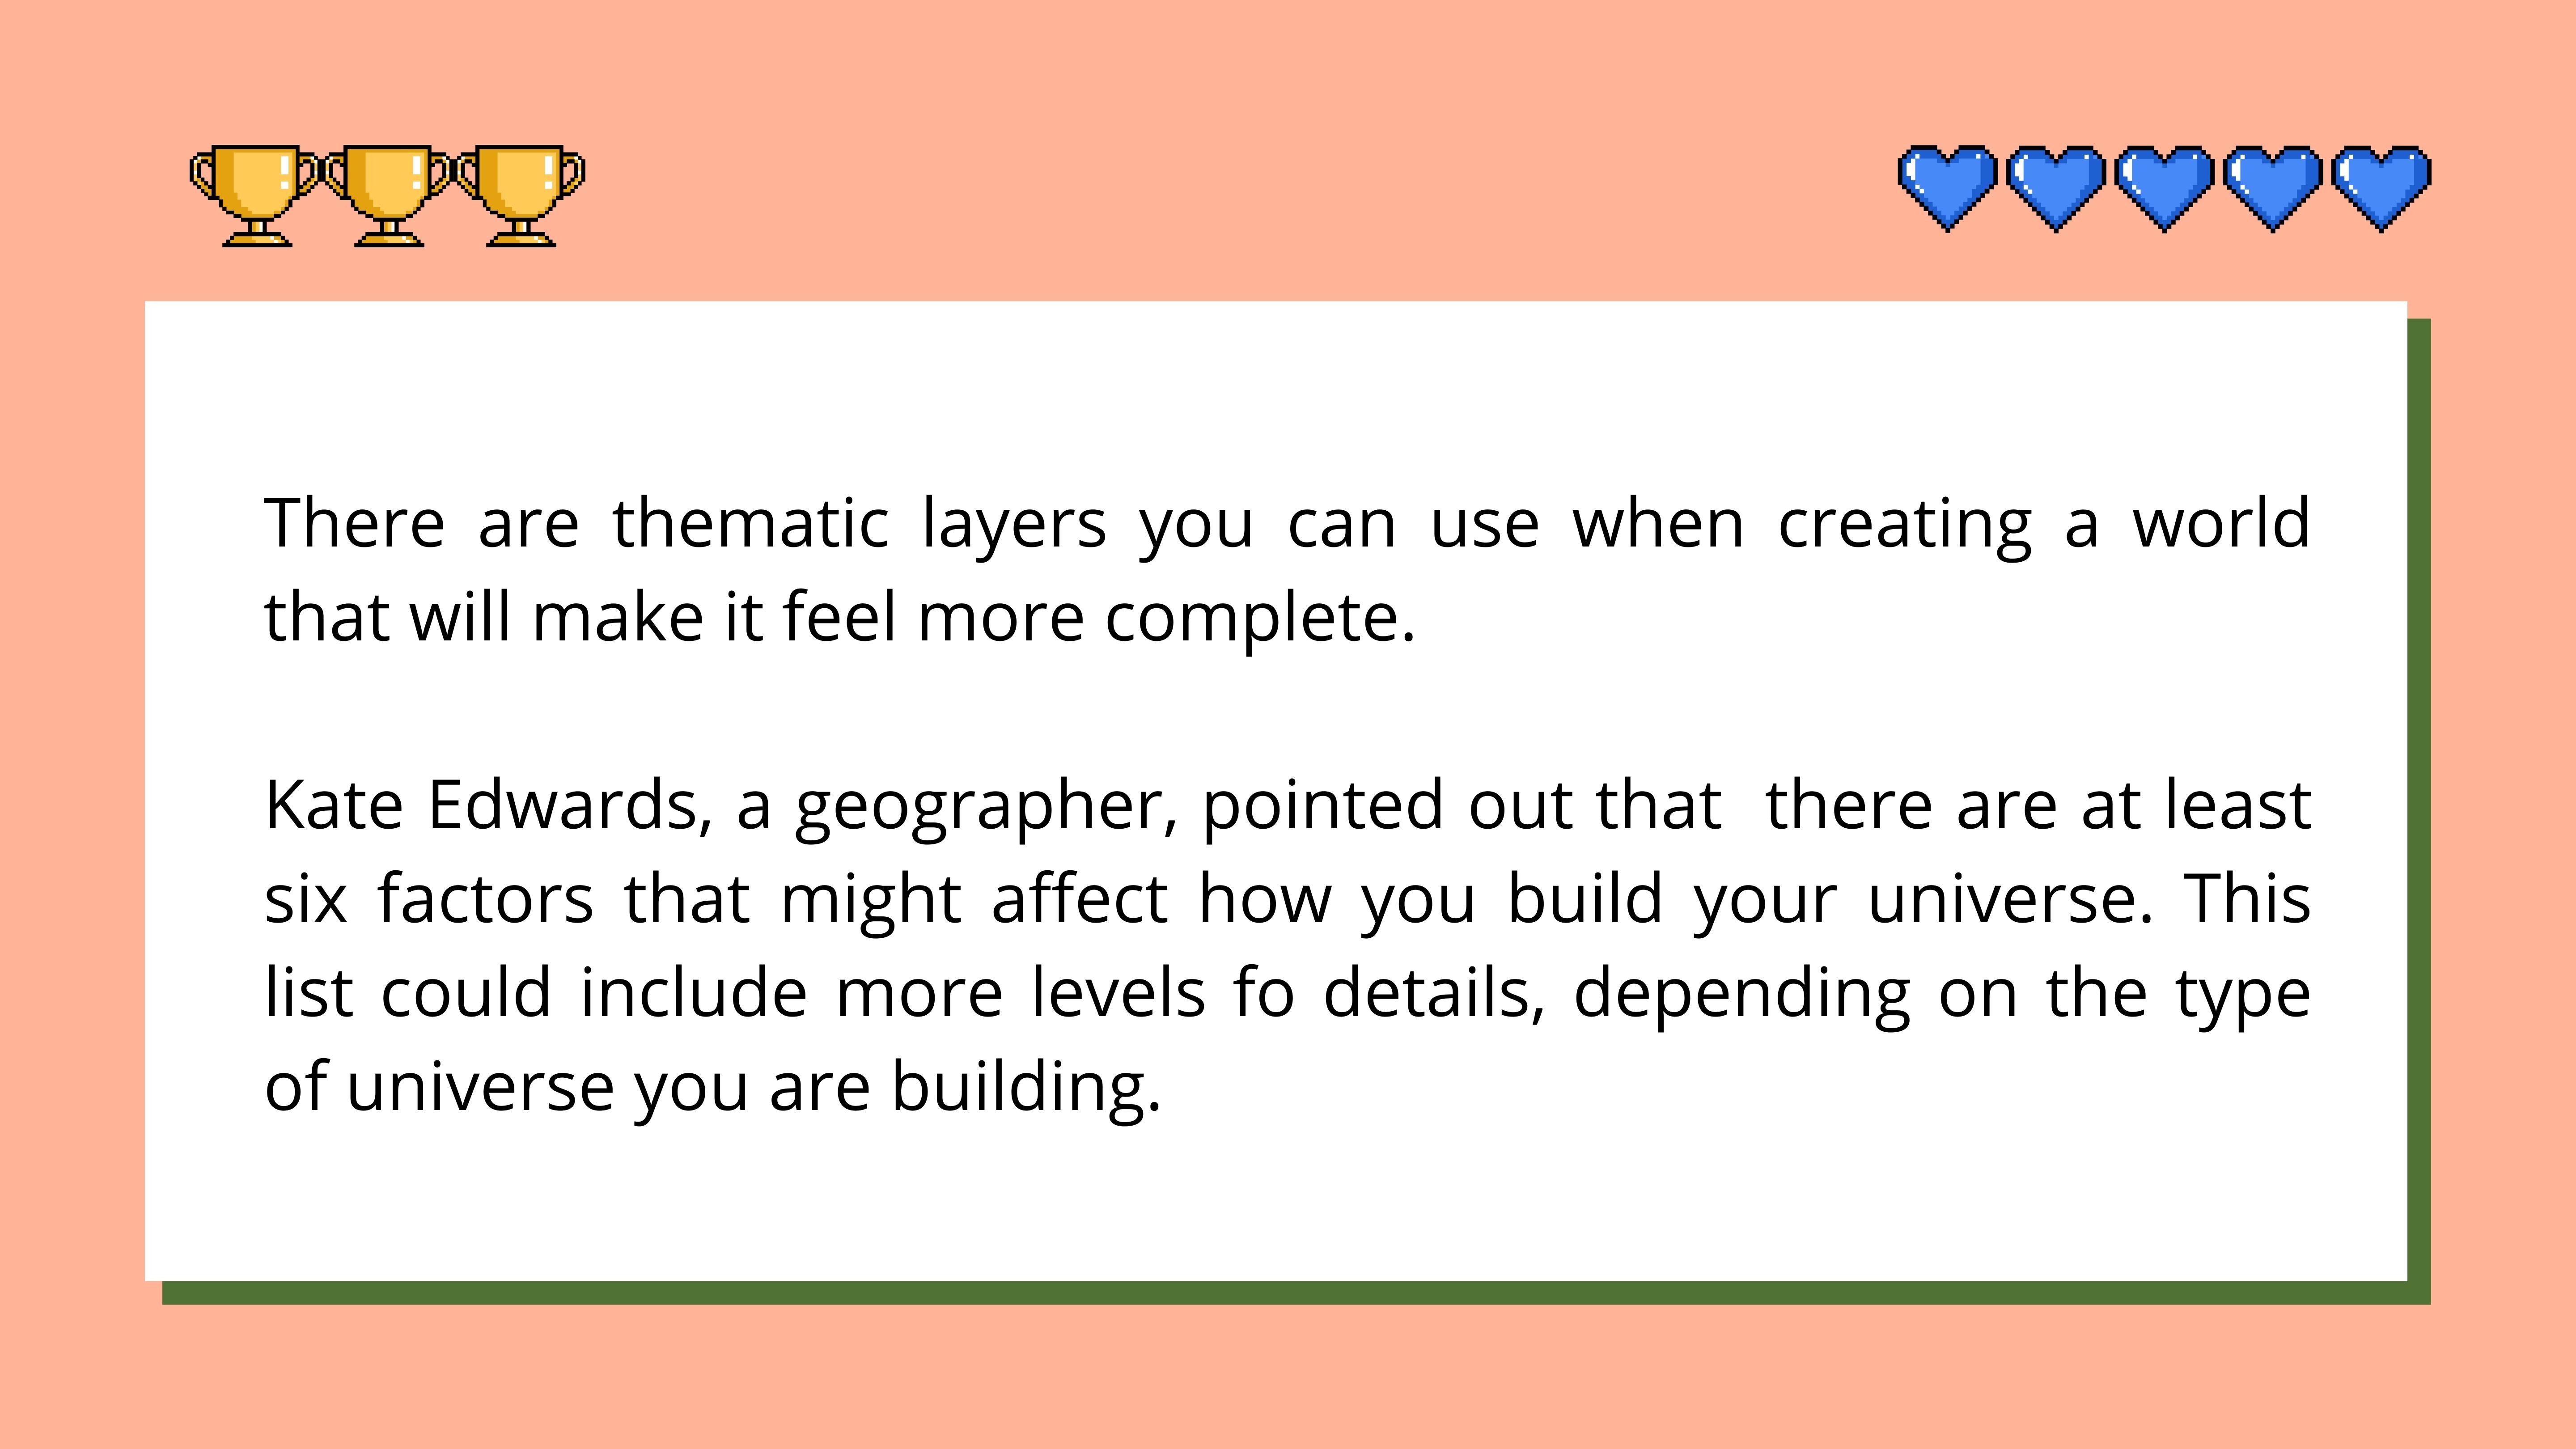 There are thematic layers you can use when creating a world
that will make it feel more complete.
Kate Edwards, a geographer, pointed out that  there are at least
six factors that might affect how you build your universe. This
list could include more levels fo details, depending on the type
of universe you are building.